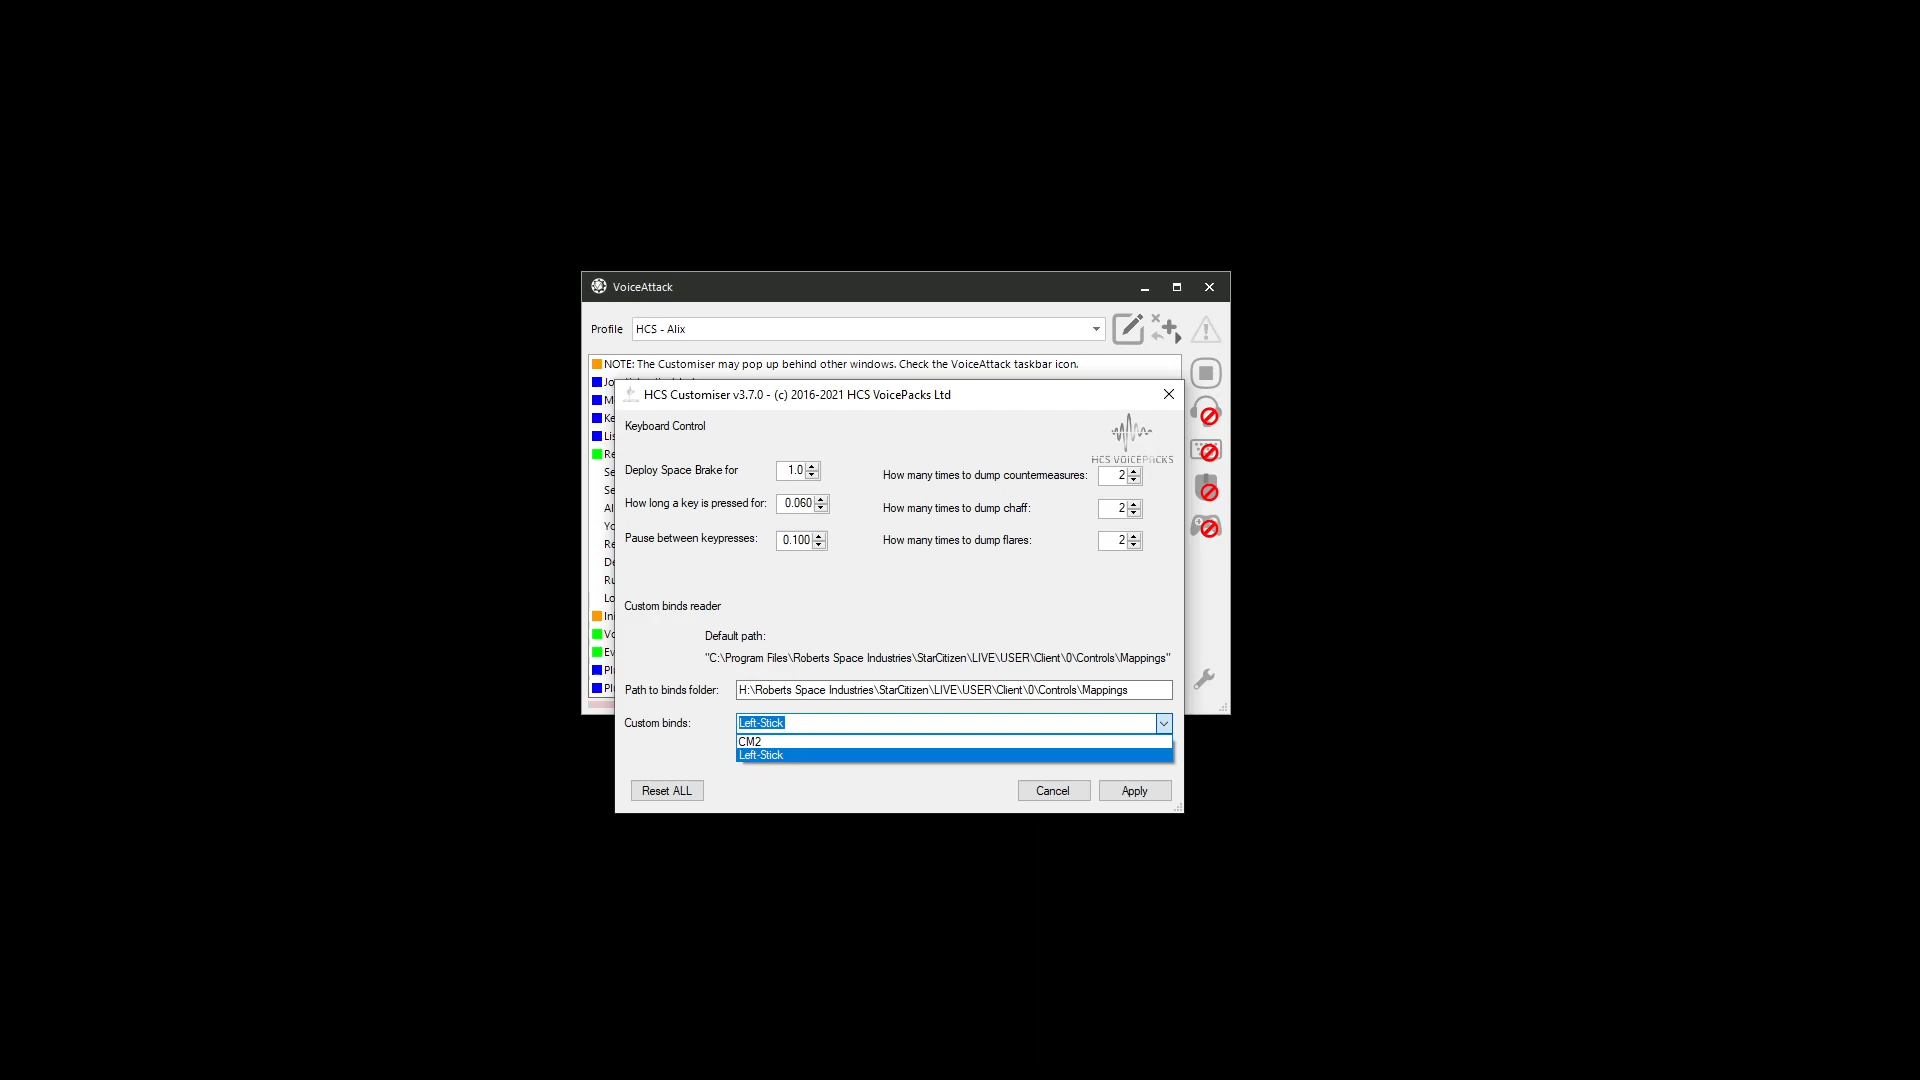 VoiceAttack
Profile
HCS - Alix
NOTE: The Customiser may pop up behind other windows. Check the VoiceAttack taskbar icon.
HCS Customiser v3.7.0 - (c) 2016-2021 HCS VoicePacks Ltd
Keyboard Control
HCS VOICEPACKS
Deploy Space Brake for
1.0
How many times to dump countermeasures:
2
How long a key is pressed for:
0.060
How many times to dump chaff:
2
Pause between keypresses:
0.100
How many times to dump flares:
2
Custom binds reader
Default path:
"C:\Program Files\Roberts Space Industries\StarCitizen\LIVE\USER\Client\0\Controls\Mappings"
Path to binds folder:
H:\Roberts Space Industries\StarCitizen\LIVE\USER\Client\0\Controls\Mappings
Custom binds:
Left-Stick
CM2
Left-Stick
Reset ALL
Cancel
Apply